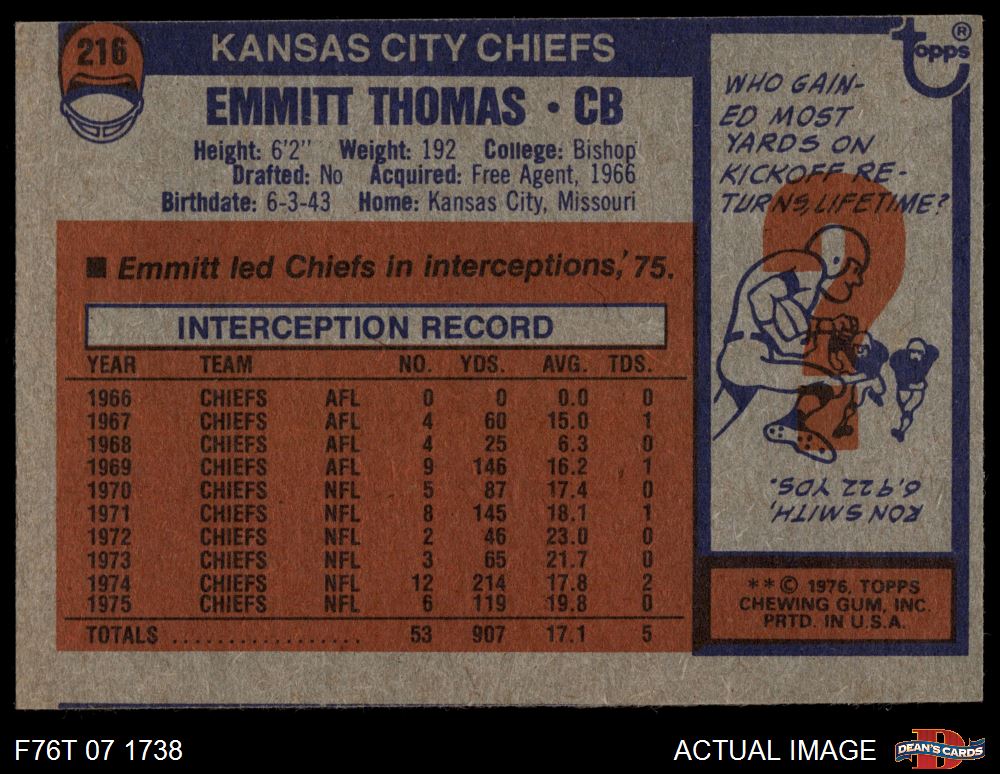 216
KANSAS CITY CHIEFS
EMMITT THOMAS • CB
Height: 6'2" Weight: 192 College: Bishop
Drafted: No Acquired: Free Agent, 1966
Birthdate: 6-3-43 Home: Kansas City, Missouri
■ Emmitt led Chiefs in interceptions,'75.
INTERCEPTION RECORD
YEAR TEAM NO. YDS. AVG. TDS.
1966 CHIEFS AFL 0 0 0.0 0
1967 CHIEFS AFL 4 60 15.0 1
1968 CHIEFS AFL 4 25 6.3 0
1969 CHIEFS AFL 9 146 16.2 1
1970 CHIEFS NFL 5 87 17.4 0
1971 CHIEFS NFL 8 145 18.1 1
1972 CHIEFS NFL 2 46 23.0 0
1973 CHIEFS NFL 3 65 21.7 0
1974 CHIEFS NFL 12 214 17.8 2
1975 CHIEFS NFL 6 119 19.8 0
TOTALS .................. 53 907 17.1 5
topps ®
WHO GAIN-
ED MOST
YARDS ON
KICKOFF RE-
TURNS, LIFETIME?
RON SMITH,
6,922 YDS.
**© 1976, TOPPS
CHEWING GUM, INC.
PRTD. IN U.S.A.
F76T 07 1738
ACTUAL IMAGE
D
DEAN'S CARDS